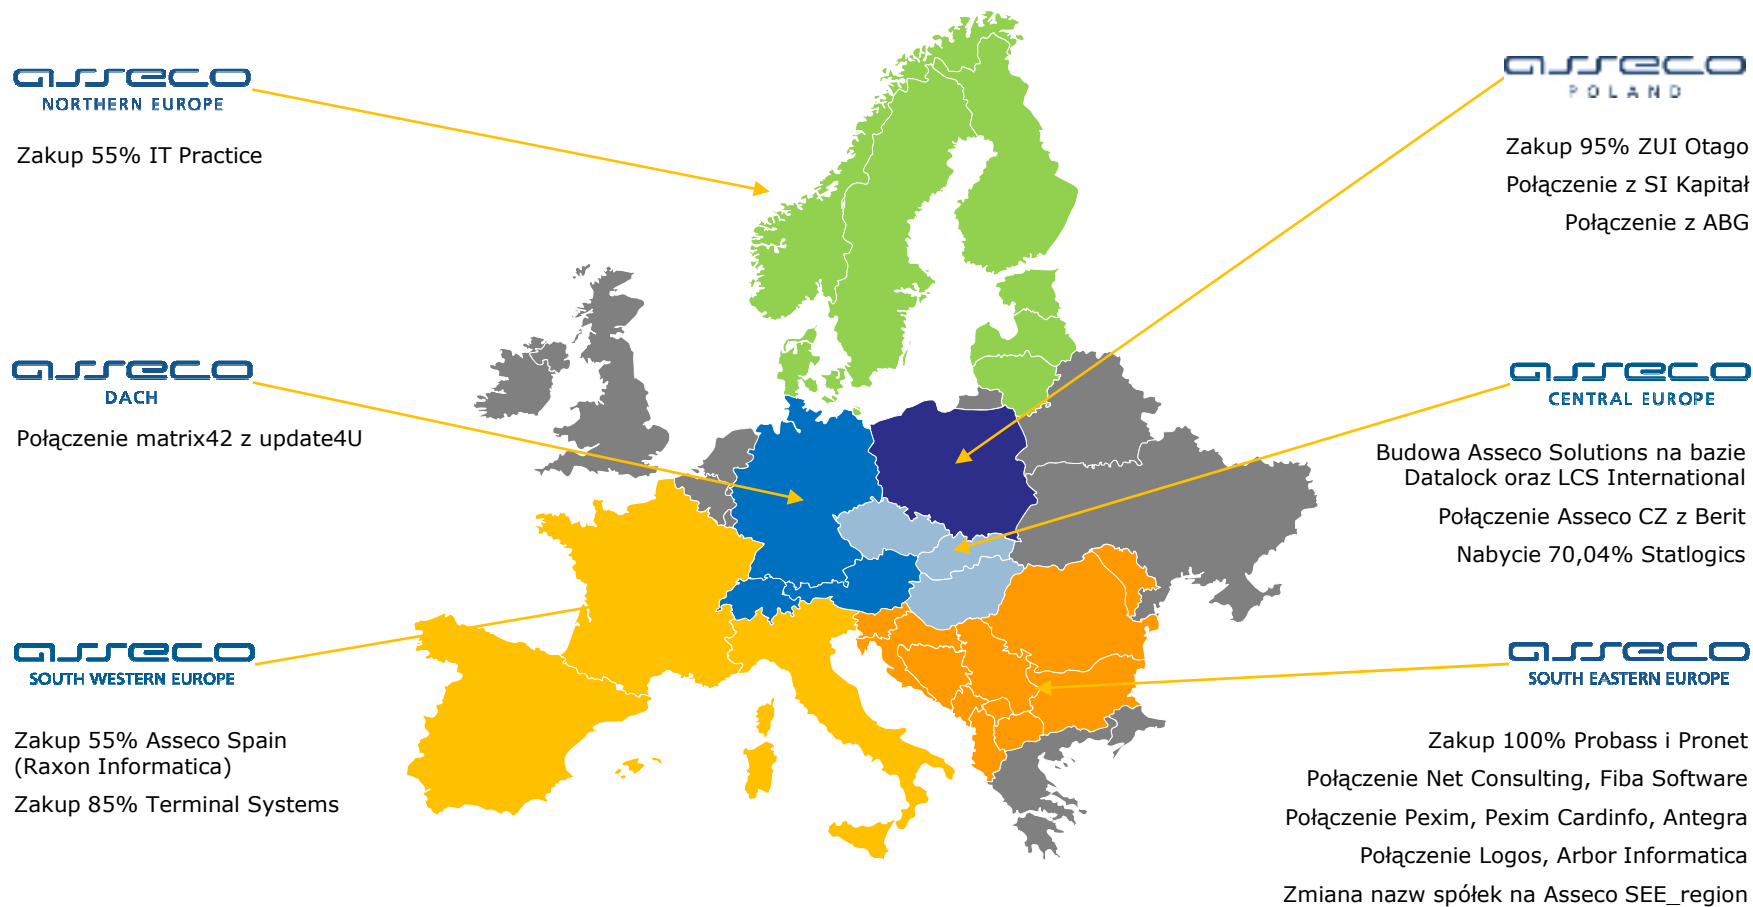 asseco
NORTHERN EUROPE
Zakup 55% IT Practice
asseco
DACH
Połączenie matrix42 z update4U
asseco
SOUTH WESTERN EUROPE
Zakup 55% Asseco Spain
(Raxon Informatica)
Zakup 85% Terminal Systems
asseco
POLAND
Zakup 95% ZUI Otago
Połączenie z SI Kapitał
Połączenie z ABG
asseco
CENTRAL EUROPE
Budowa Asseco Solutions na bazie
Datalock oraz LCS International
Połączenie Asseco CZ z Berit
Nabycie 70,04% Statlogics
asseco
SOUTH EASTERN EUROPE
Zakup 100% Probass i Pronet
Połączenie Net Consulting, Fiba Software
Połączenie Pexim, Pexim Cardinfo, Antegra
Połączenie Logos, Arbor Informatica
Zmiana nazw spółek na Asseco SEE_region